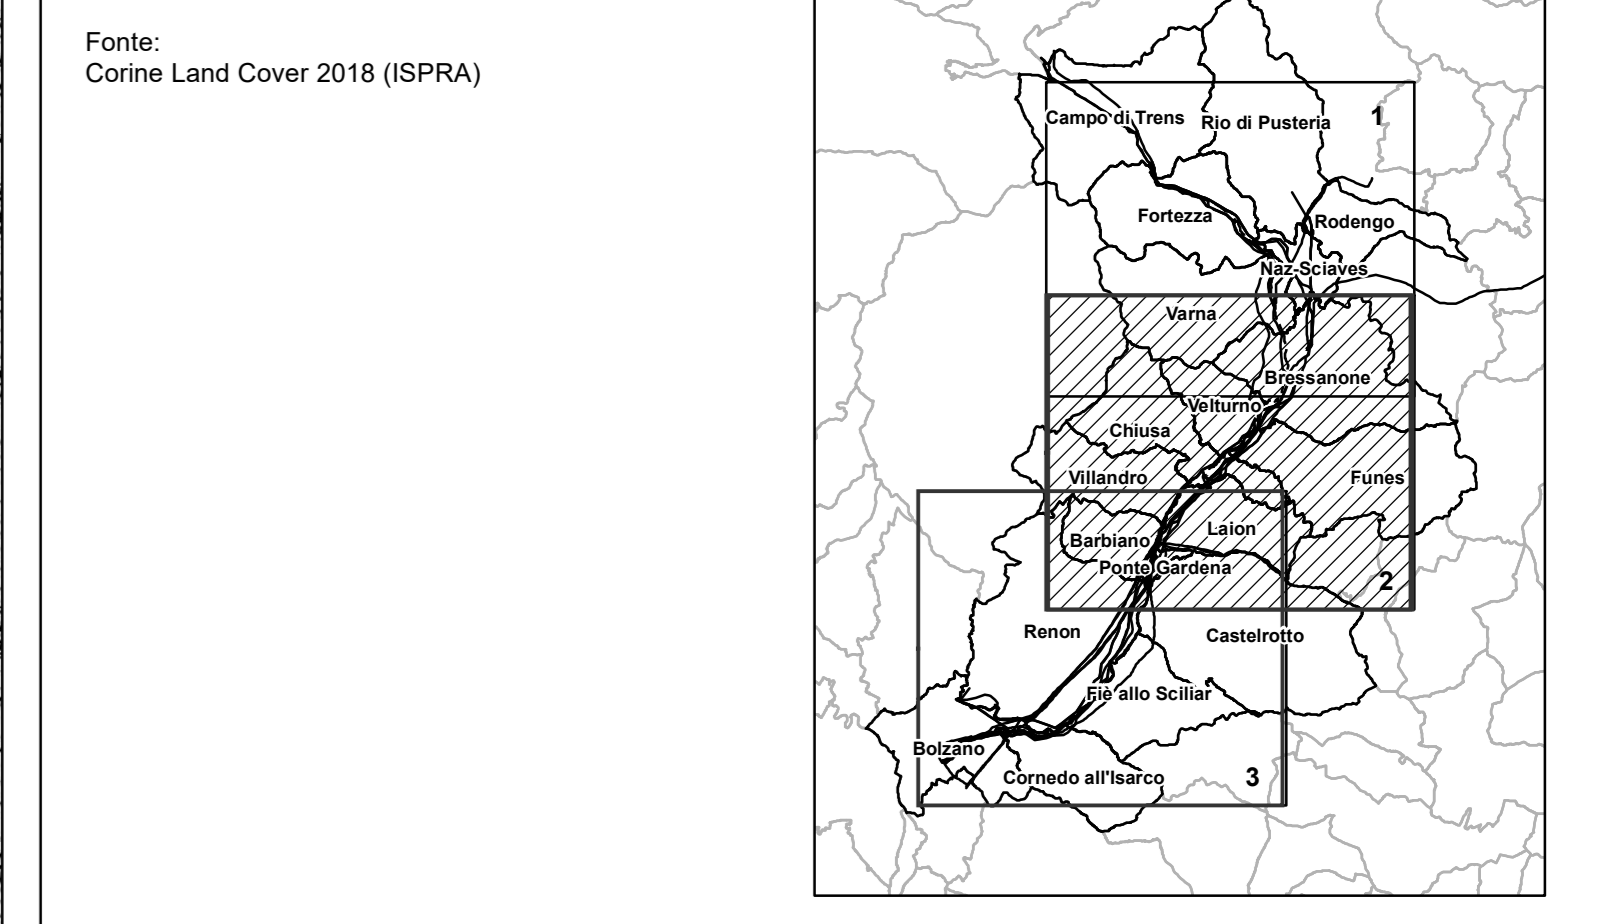 Fonte:
Corine Land Cover 2018 (ISPRA)
Campo di Trens
Rio di Pusteria
1
Fortezza
Rodengo
Naz-Sciaves
Varna
Bressanone
Velturno
Chiusa
Villandro
Funes
Laion
Barbiano
Ponte Gardena
2
Renon
Castelrotto
Fiè allo Sciliar
Bolzano
Cornedo all'Isarco
3